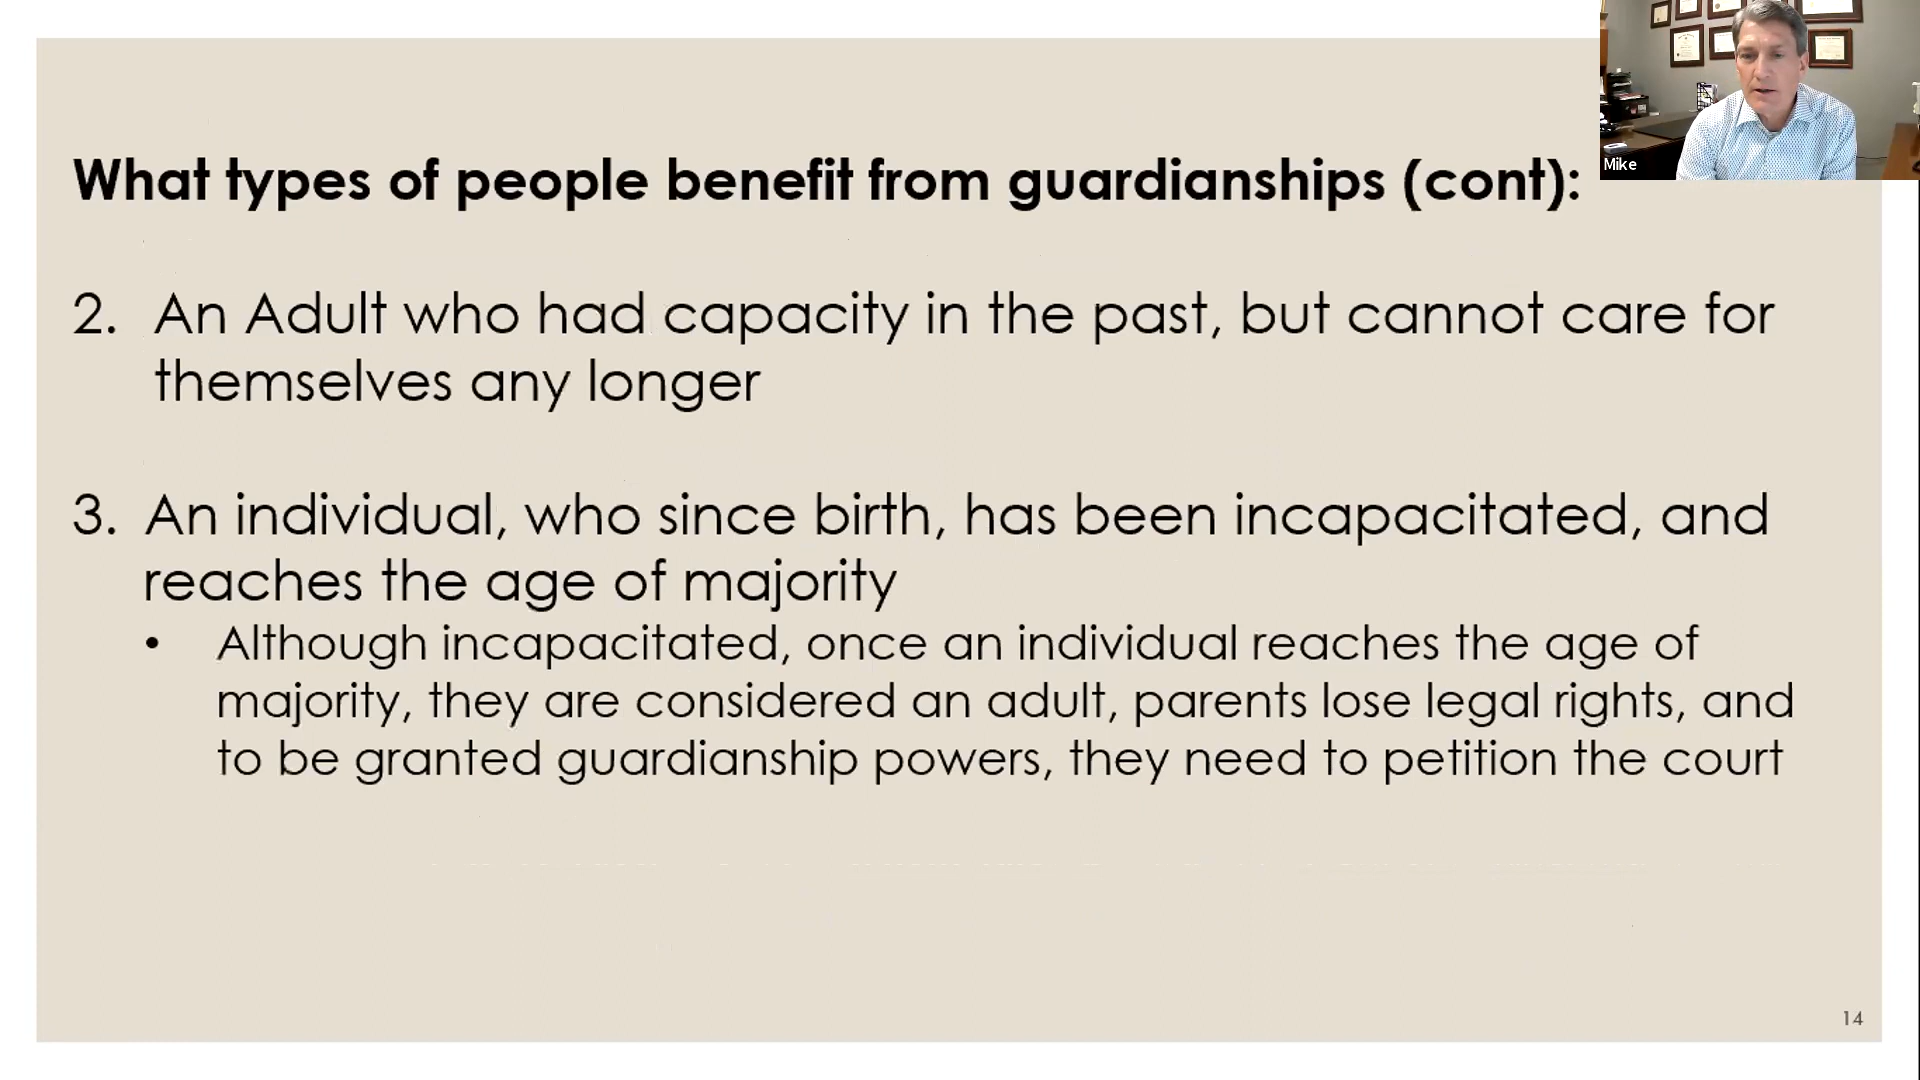 What types of people benefit from guardianships (cont):
Mike
2. An Adult who had capacity in the past, but cannot care for
themselves any longer
3. An individual, who since birth, has been incapacitated, and
reaches the age of majority
• Although incapacitated, once an individual reaches the age of
majority, they are considered an adult, parents lose legal rights, and
to be granted guardianship powers, they need to petition the court
14